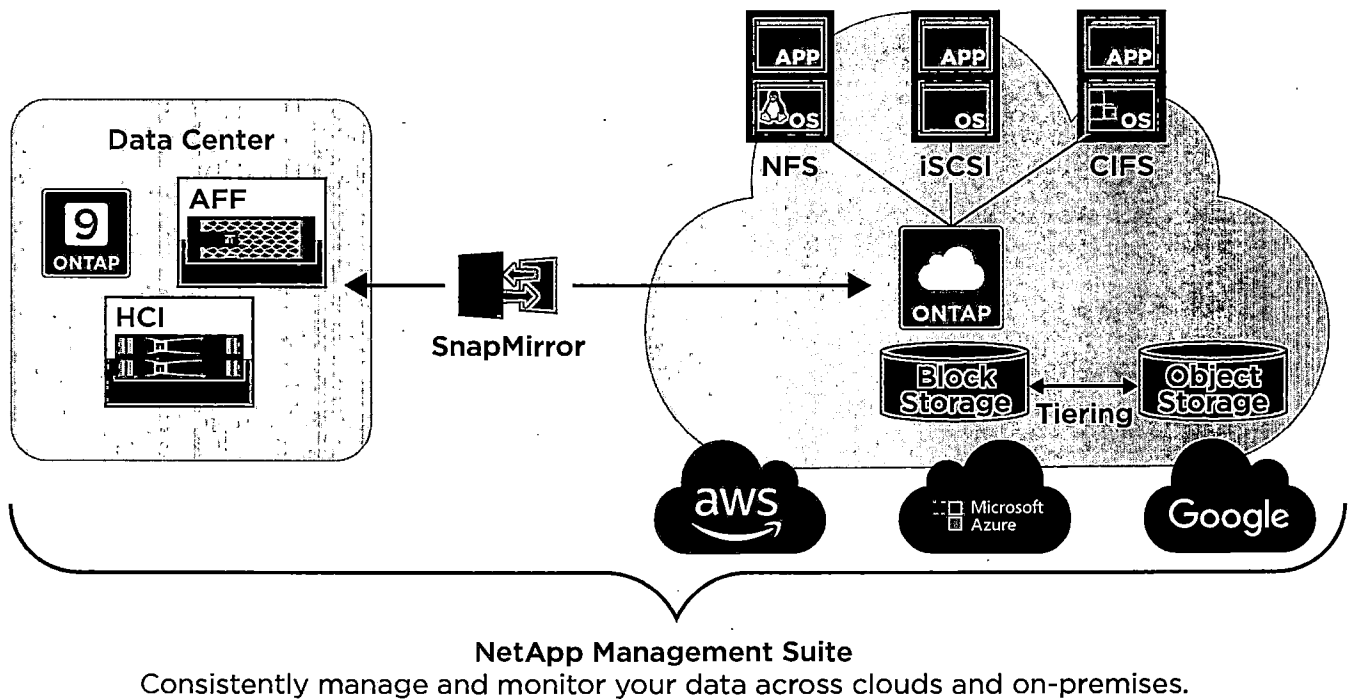 APP
OS
NFS
APP
OS
iSCSI
APP
OS
CIFS
Data Center
9
ONTAP
AFF
HCI
SnapMirror
ONTAP
Block
Storage
Tiering
Object
Storage
aws
Microsoft
Azure
Google
NetApp Management Suite
Consistently manage and monitor your data across clouds and on-premises.